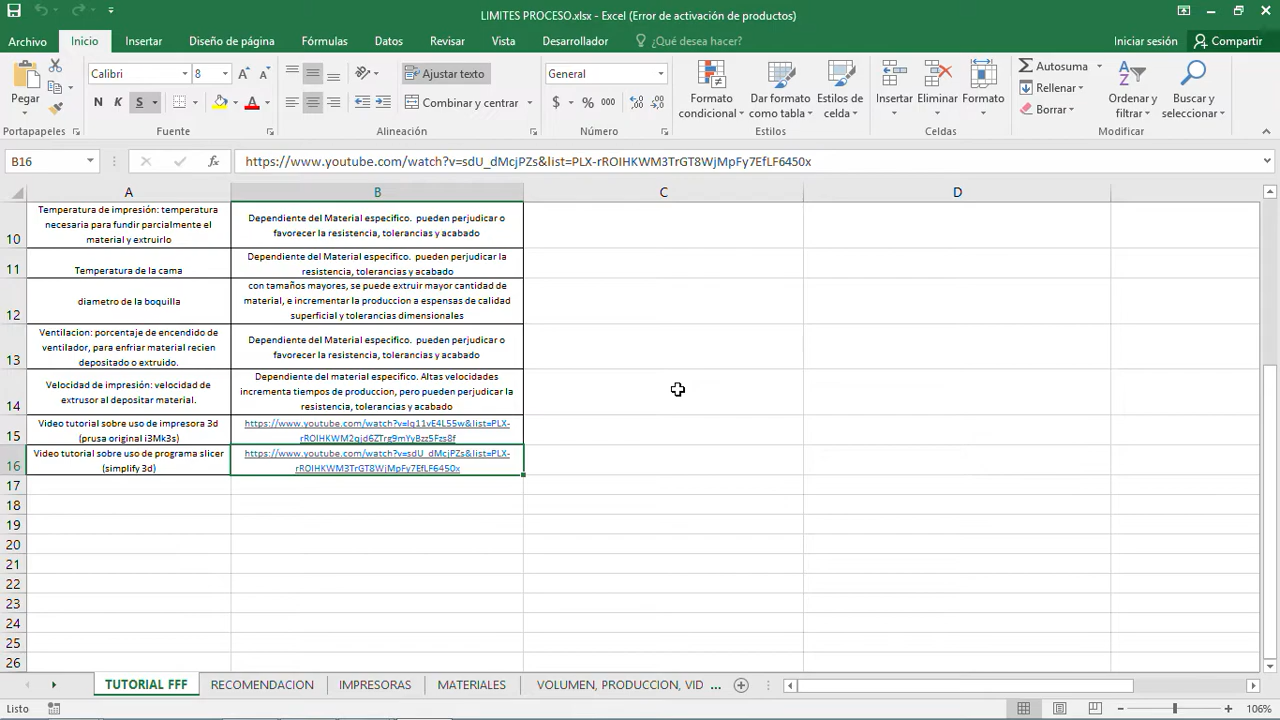 LIMITES PROCESO.xlsx - Excel (Error de activación de productos)
Archivo Inicio Insertar Diseño de página Fórmulas Datos Revisar Vista Desarrollador ¿Qué desea hacer? Iniciar sesión Compartir
Pegar
Calibri 8
N K S
Ajustar texto
Combinar y centrar
General
$ % 000
Formato condicional
Dar formato como tabla
Estilos de celda
Insertar
Eliminar
Formato
Autosuma
Rellenar
Borrar
Ordenar y filtrar
Buscar y seleccionar
Portapapeles Fuente Alineación Número Estilos Celdas Modificar
B16 fx https://www.youtube.com/watch?v=sdU_dMcjPZs&list=PLX-rROIHKWM3TrGT8WjMpFy7EfLF6450x
A B C D
10
Temperatura de impresión: temperatura
necesaria para fundir parcialmente el
material y extruirlo
Dependiente del Material especifico. pueden perjudicar o
favorecer la resistencia, tolerancias y acabado
11
Temperatura de la cama
Dependiente del Material especifico. pueden perjudicar la
resistencia, tolerancias y acabado
12
diametro de la boquilla
con tamaños mayores, se puede extruir mayor cantidad de
material, e incrementar la produccion a espensas de calidad
superficial y tolerancias dimensionales
13
Ventilacion: porcentaje de encendido de
ventilador, para enfriar material recien
depositado o extruido.
Dependiente del Material especifico. pueden perjudicar o
favorecer la resistencia, tolerancias y acabado
14
Velocidad de impresión: velocidad de
extrusor al depositar material.
Dependiente del material especifico. Altas velocidades
incrementa tiempos de produccion, pero pueden perjudicar la
resistencia, tolerancias y acabado
15
Video tutorial sobre uso de impresora 3d
(prusa original i3Mk3s)
https://www.youtube.com/watch?v=lq11vE4L55w&list=PLX-
rROIHKWM2qjd6ZTrg9mYyBzz5Fzs8f
16
Video tutorial sobre uso de programa slicer
(simplify 3d)
https://www.youtube.com/watch?v=sdU_dMcjPZs&list=PLX-
rROIHKWM3TrGT8WjMpFy7EfLF6450x
17
18
19
20
21
22
23
24
25
26
TUTORIAL FFF RECOMENDACION IMPRESORAS MATERIALES VOLUMEN, PRODUCCION, VID ...
Listo 106%